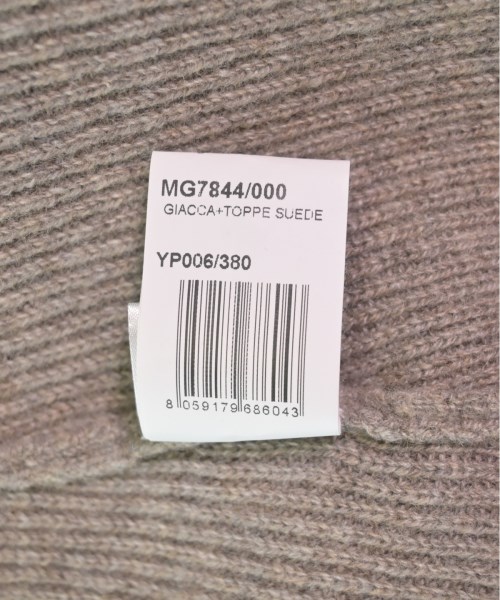 MG7844/000
GIACCA+TOPPE SUEDE
YP006/380
8 059179 686043